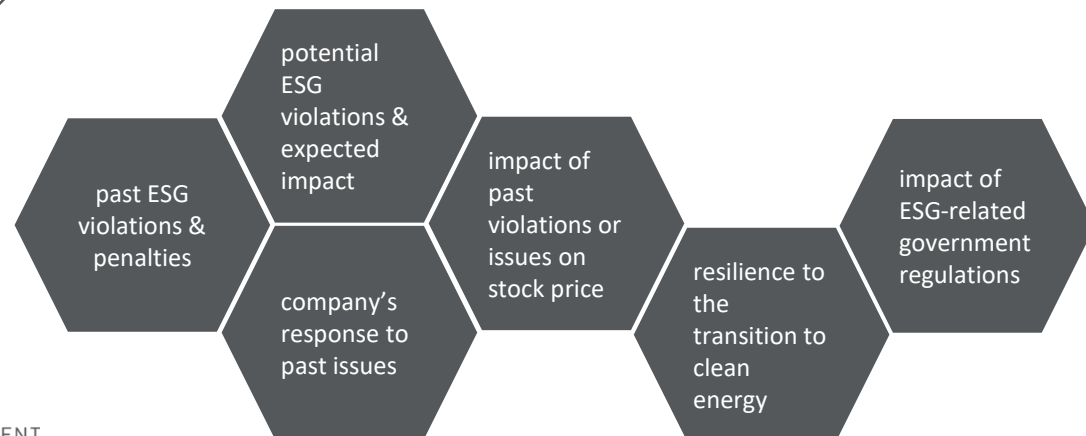 potential
ESG
violations &
expected
impact
past ESG
violations &
penalties
company’s
response to
past issues
impact of
past
violations or
issues on
stock price
resilience to
the
transition to
clean
energy
impact of
ESG-related
government
regulations